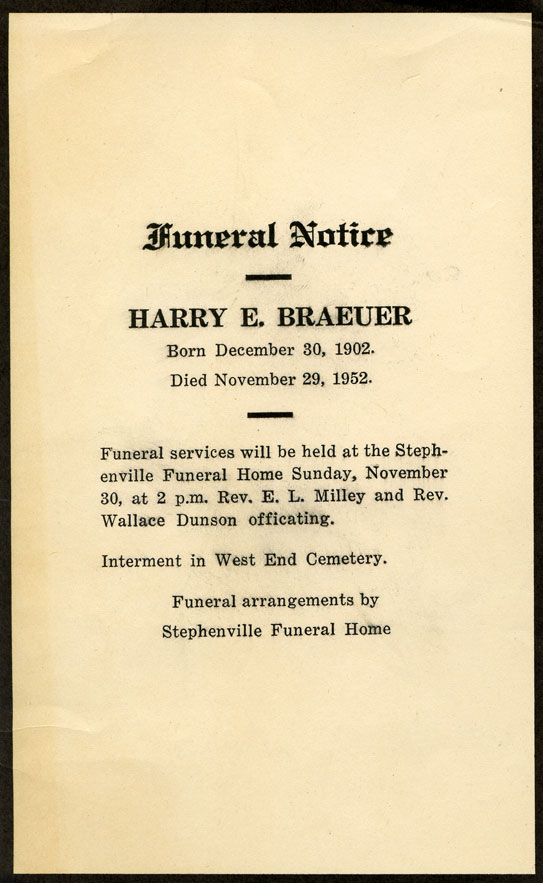 Funeral Notice
HARRY E. BRAEUER
Born December 30, 1902.
Died November 29, 1952.
Funeral services will be held at the Steph-
enville Funeral Home Sunday, November
30, at 2 p.m. Rev. E. L. Milley and Rev.
Wallace Dunson officating.
Interment in West End Cemetery.
Funeral arrangements by
Stephenville Funeral Home